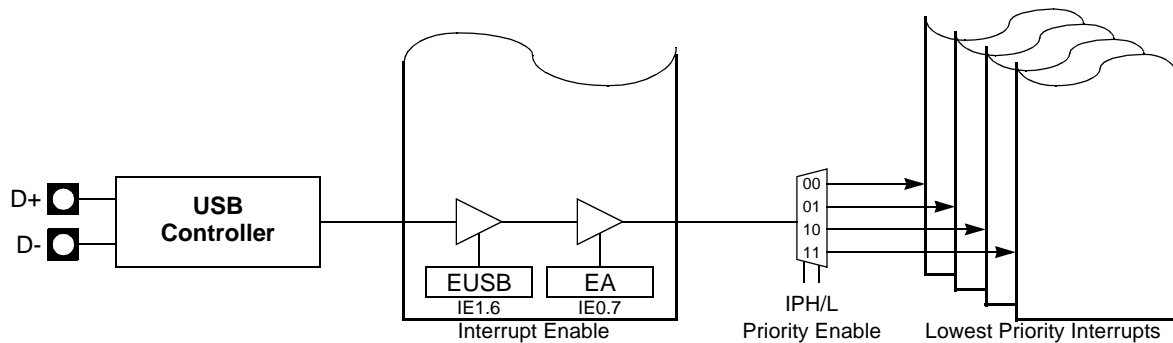 D+
D-
USB
Controller
EUSB
IE1.6
EA
IE0.7
Interrupt Enable
00
01
10
11
IPH/L
Priority Enable
Lowest Priority Interrupts